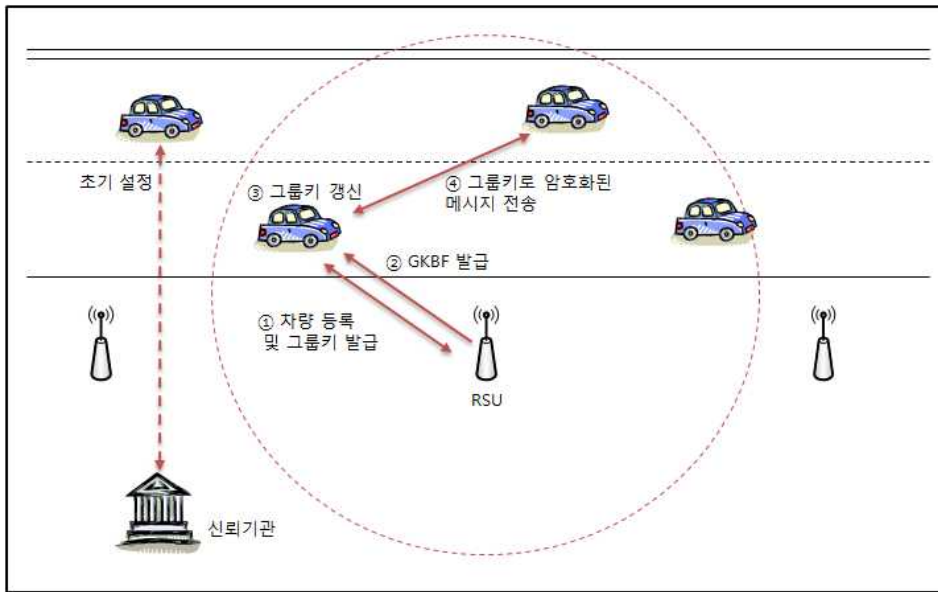 초기 설정
③ 그룹키 갱신
④ 그룹키로 암호화된
메시지 전송
② GKBF 발급
① 차량 등록
및 그룹키 발급
RSU
신뢰기관